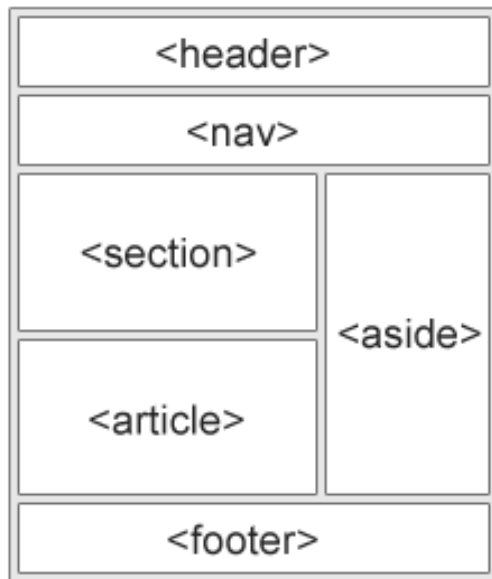 <header>
<nav>
<section>
<article>
<aside>
<footer>